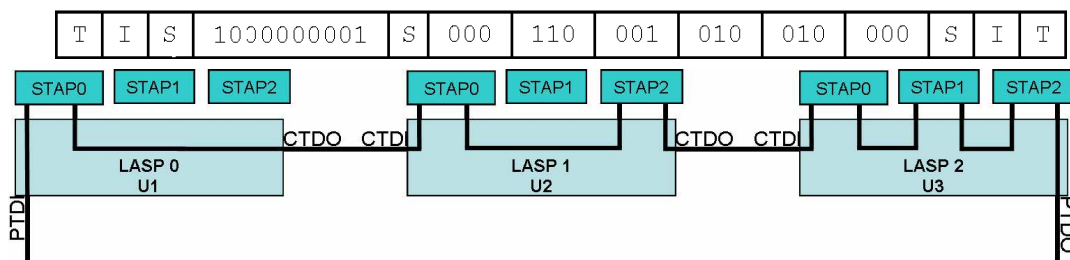 T I S 1000000001 S 000 110 001 010 010 000 S I T
STAP0 STAP1 STAP2 STAP0 STAP1 STAP2 STAP0 STAP1 STAP2
CTDO CTDI CTDO CTDI
LASP 0 LASP 1 LASP 2
U1 U2 U3
PTDI PTDO